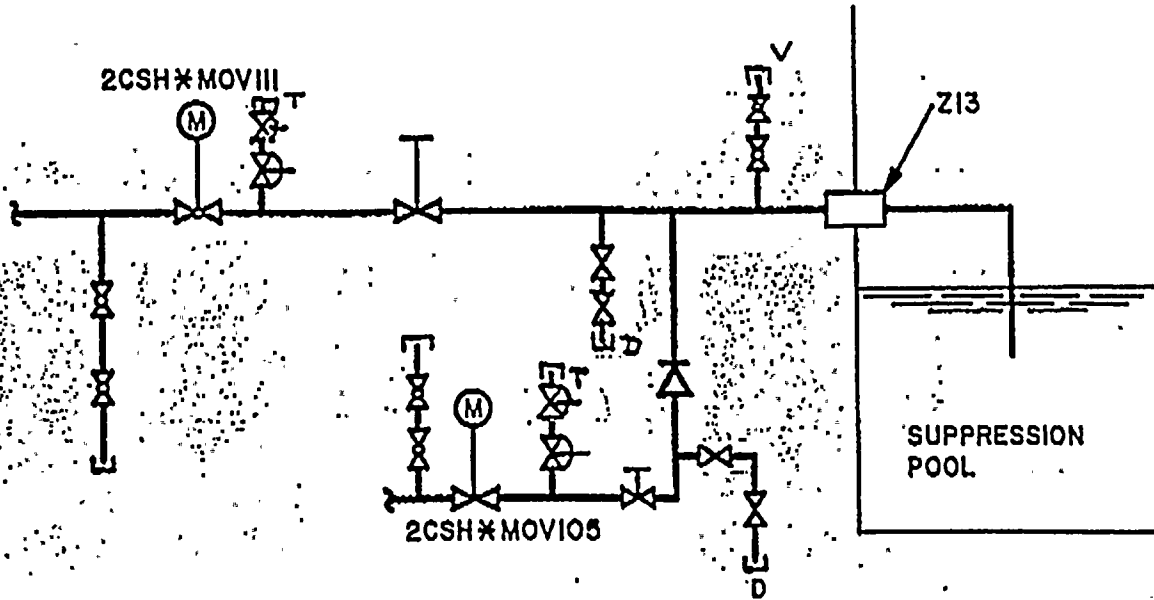 V
2CSH*MOV111
T
Z13
M
D
T
M
SUPPRESSION
POOL
2CSH*MOV105
D